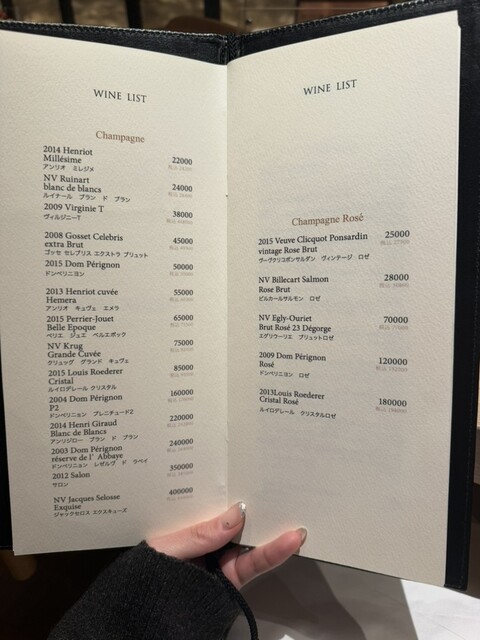 WINE LIST
Champagne
2014 Henriot
Millésime 22000
アンリオ ミレジメ
NV Ruinart
blanc de blancs 24000
ルイナール ブラン ド ブラン
2009 Virginie T 38000
ヴィルジニーT
2008 Gosset Celebris 45000
extra Brut
ゴッセ セレブリス エクストラ ブリュット
2015 Dom Pérignon 50000
ドンペリニヨン
2013 Henriot cuvée 55000
Hemera
アンリオ キュヴェ エメラ
2015 Perrier-Jouet 65000
Belle Epoque
ペリエ ジュエ ベルエポック
NV Krug 75000
Grande Cuvée
クリュッグ グランド キュヴェ
2015 Louis Roederer 85000
Cristal
ルイロデレール クリスタル
2004 Dom Pérignon 160000
P2
ドンペリニョン プレニチュード2
2014 Henri Giraud 220000
Blanc de Blancs
アンリジロー ブラン ド ブラン
2003 Dom Pérignon 240000
réserve de l' Abbaye
ドンペリニョン レゼルヴ ド ラベイ
2012 Salon 350000
サロン
NV Jacques Selosse 400000
Exquise
ジャックセロス エクスキューズ
WINE LIST
Champagne Rosé
2015 Veuve Clicquot Ponsardin 25000
vintage Rose Brut
ヴーヴクリコポンサルダン ヴィンテージ ロゼ
NV Billecart Salmon 28000
Rose Brut
ビルカールサルモン ロゼ
NV Egly-Ouriet 70000
Brut Rosé 23 Dégorge
エグリウーリエ ブリュットロゼ
2009 Dom Pérignon 120000
Rosé
ドンペリニヨン ロゼ
2013Louis Roederer 180000
Cristal Rosé
ルイロデレール クリスタルロゼ